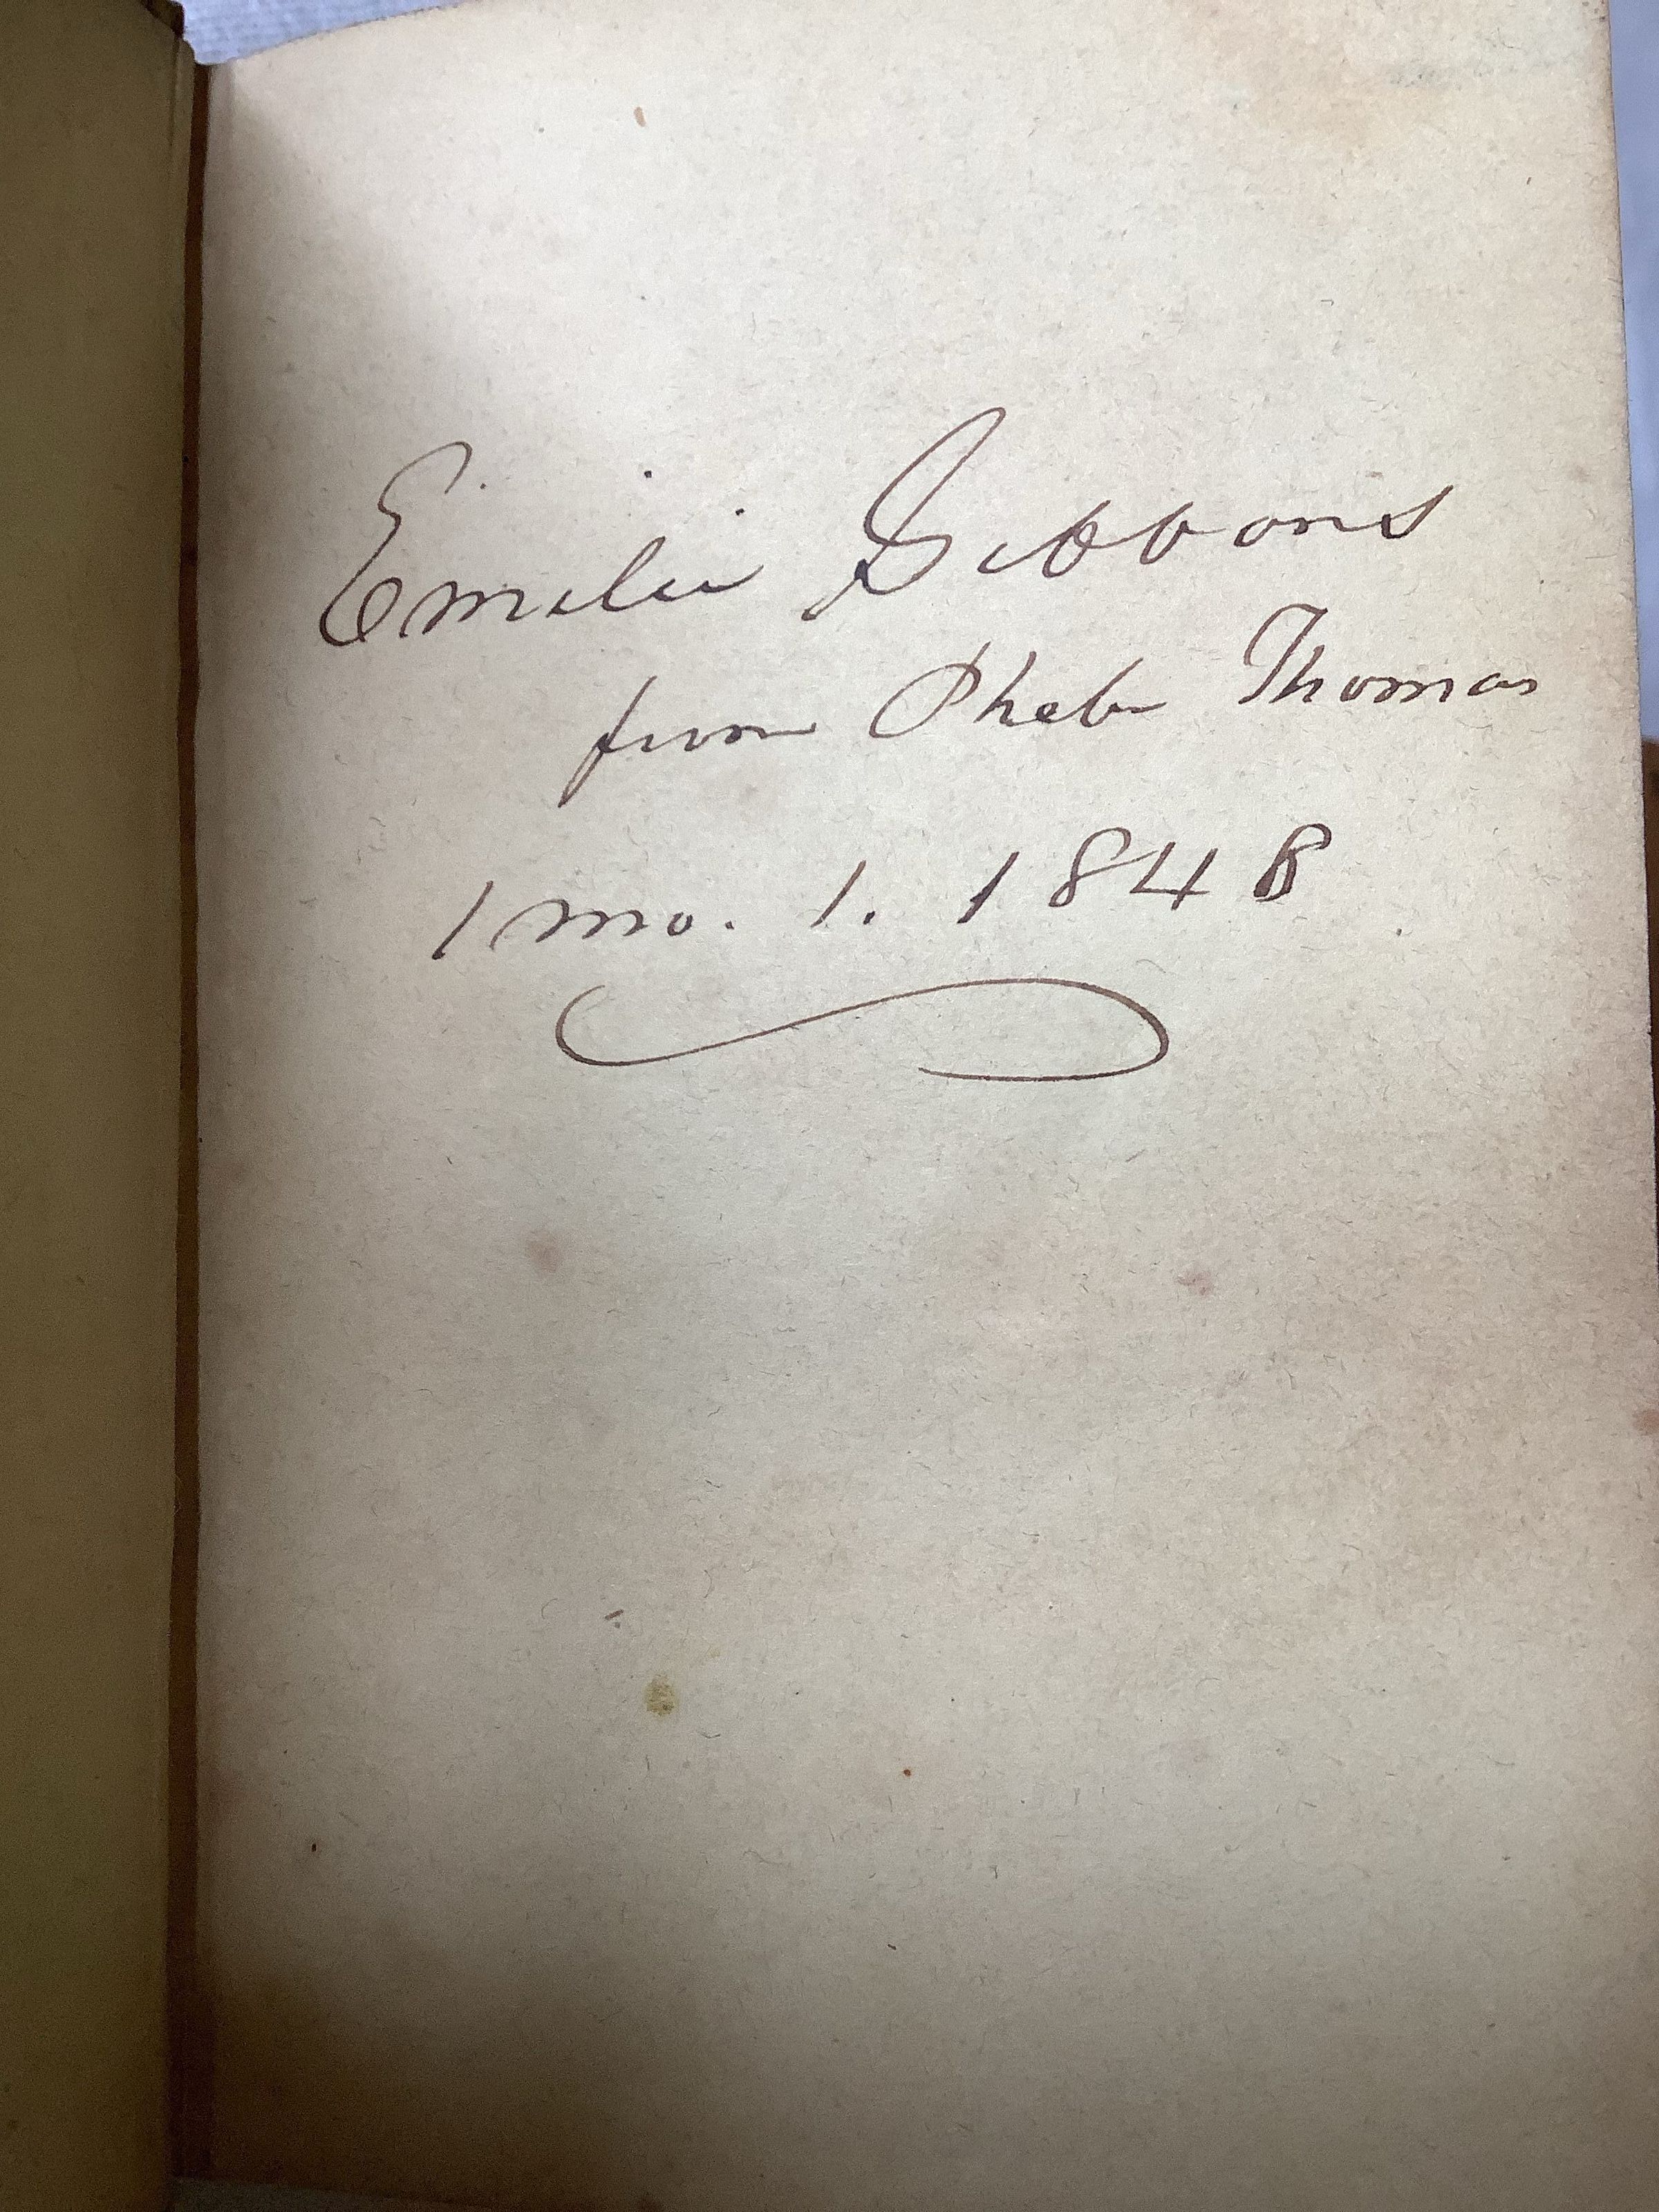 Emilie Gibbons
from Phebe Thomas
1 mo. 1. 1848